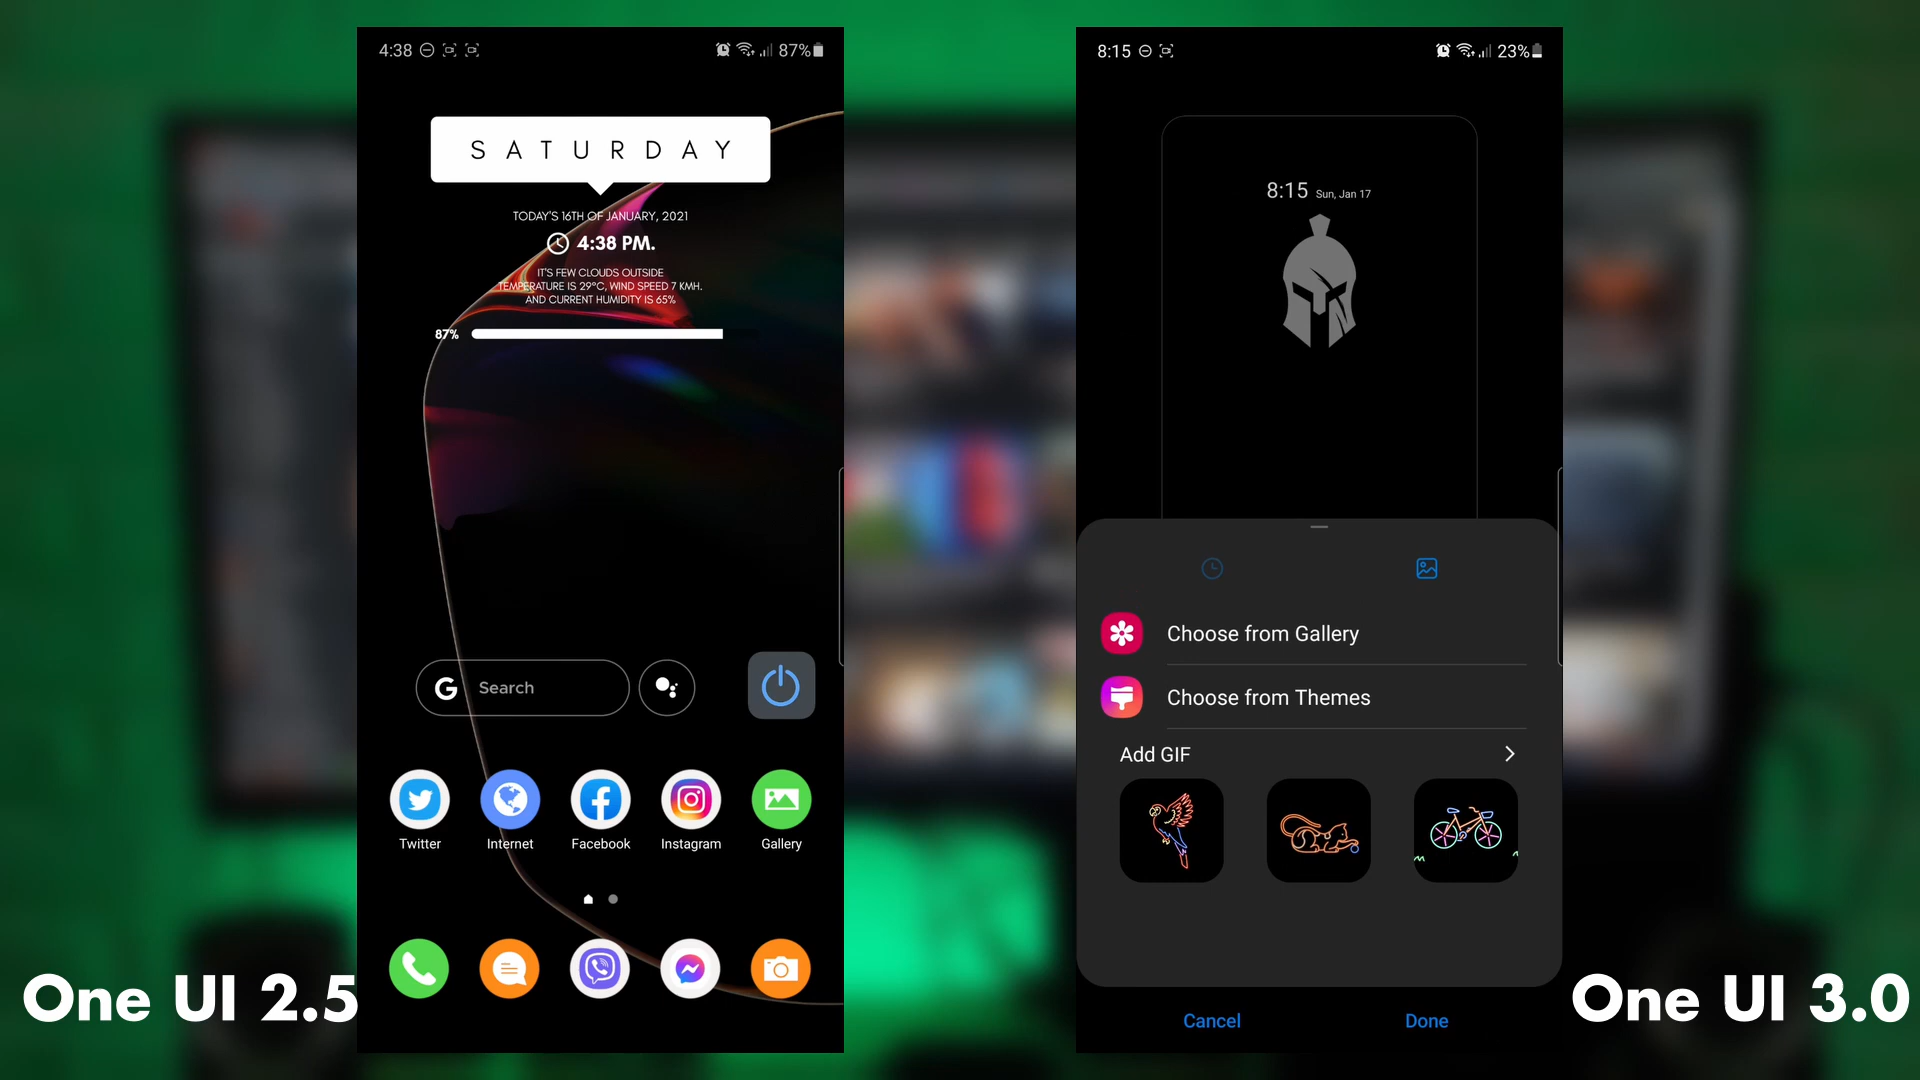 4:38
87%
SATURDAY
TODAY'S 16TH OF JANUARY, 2021
4:38 PM.
IT'S FEW CLOUDS OUTSIDE
TEMPERATURE IS 29°C, WIND SPEED 7 KMH.
AND CURRENT HUMIDITY IS 65%
87%
G Search
Twitter Internet Facebook Instagram Gallery
One UI 2.5
8:15
23%
8:15 Sun, Jan 17
Choose from Gallery
Choose from Themes
Add GIF
Cancel Done
One UI 3.0